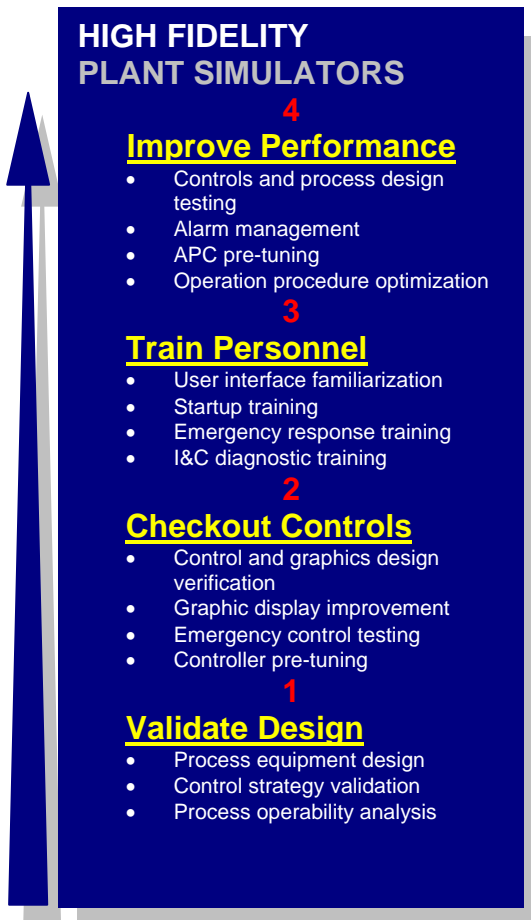 HIGH FIDELITY
PLANT SIMULATORS
4
Improve Performance
• Controls and process design
testing
• Alarm management
• APC pre-tuning
• Operation procedure optimization
3
Train Personnel
• User interface familiarization
• Startup training
• Emergency response training
• I&C diagnostic training
2
Checkout Controls
• Control and graphics design
verification
• Graphic display improvement
• Emergency control testing
• Controller pre-tuning
1
Validate Design
• Process equipment design
• Control strategy validation
• Process operability analysis